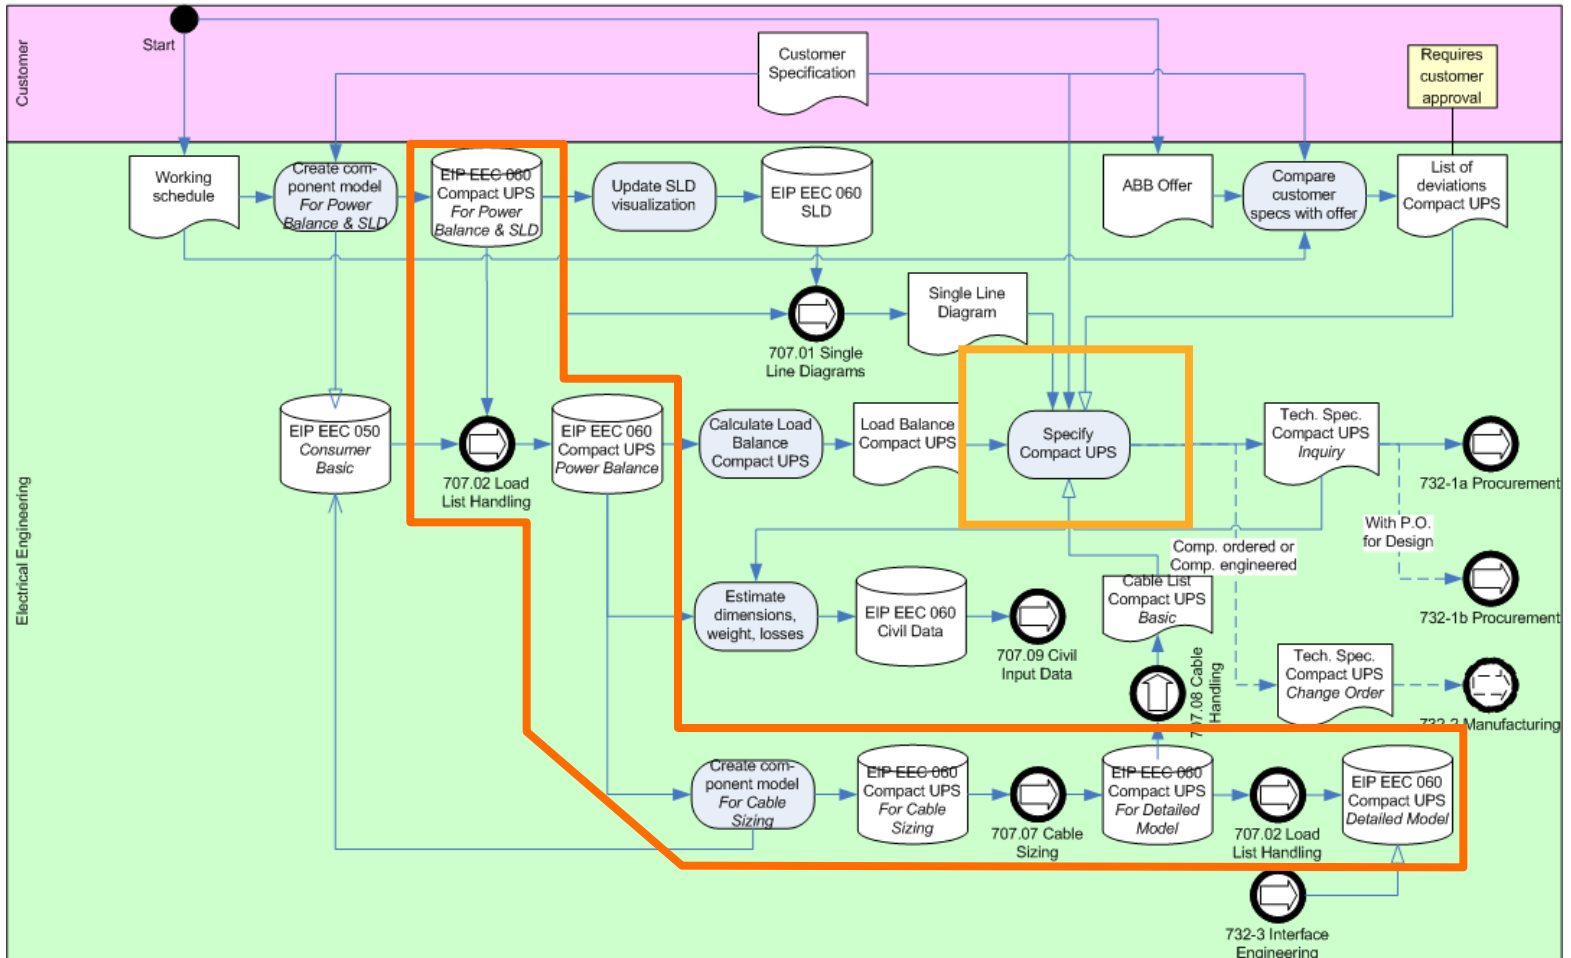 Customer
Start
Customer
Specification
Requires
customer
approval
Electrical Engineering
Working
schedule
Create com-
ponent model
For Power
Balance & SLD
EIP EEC 060
Compact UPS
For Power
Balance & SLD
Update SLD
visualization
EIP EEC 060
SLD
ABB Offer
Compare
customer
specs with offer
List of
deviations
Compact UPS
707.01 Single
Line Diagrams
Single Line
Diagram
EIP EEC 050
Consumer
Basic
707.02 Load
List Handling
EIP EEC 060
Compact UPS
Power Balance
Calculate Load
Balance
Compact UPS
Load Balance
Compact UPS
Specify
Compact UPS
Tech. Spec.
Compact UPS
Inquiry
732-1a Procurement
With P.O.
for Design
Comp. ordered or
Comp. engineered
732-1b Procurement
Estimate
dimensions,
weight, losses
EIP EEC 060
Civil Data
707.09 Civil
Input Data
Cable List
Compact UPS
Basic
707.08 Cable
Handling
Tech. Spec.
Compact UPS
Change Order
732-2 Manufacturing
Create com-
ponent model
For Cable
Sizing
EIP EEC 060
Compact UPS
For Cable
Sizing
707.07 Cable
Sizing
EIP EEC 060
Compact UPS
For Detailed
Model
707.02 Load
List Handling
EIP EEC 060
Compact UPS
Detailed Model
732-3 Interface
Engineering